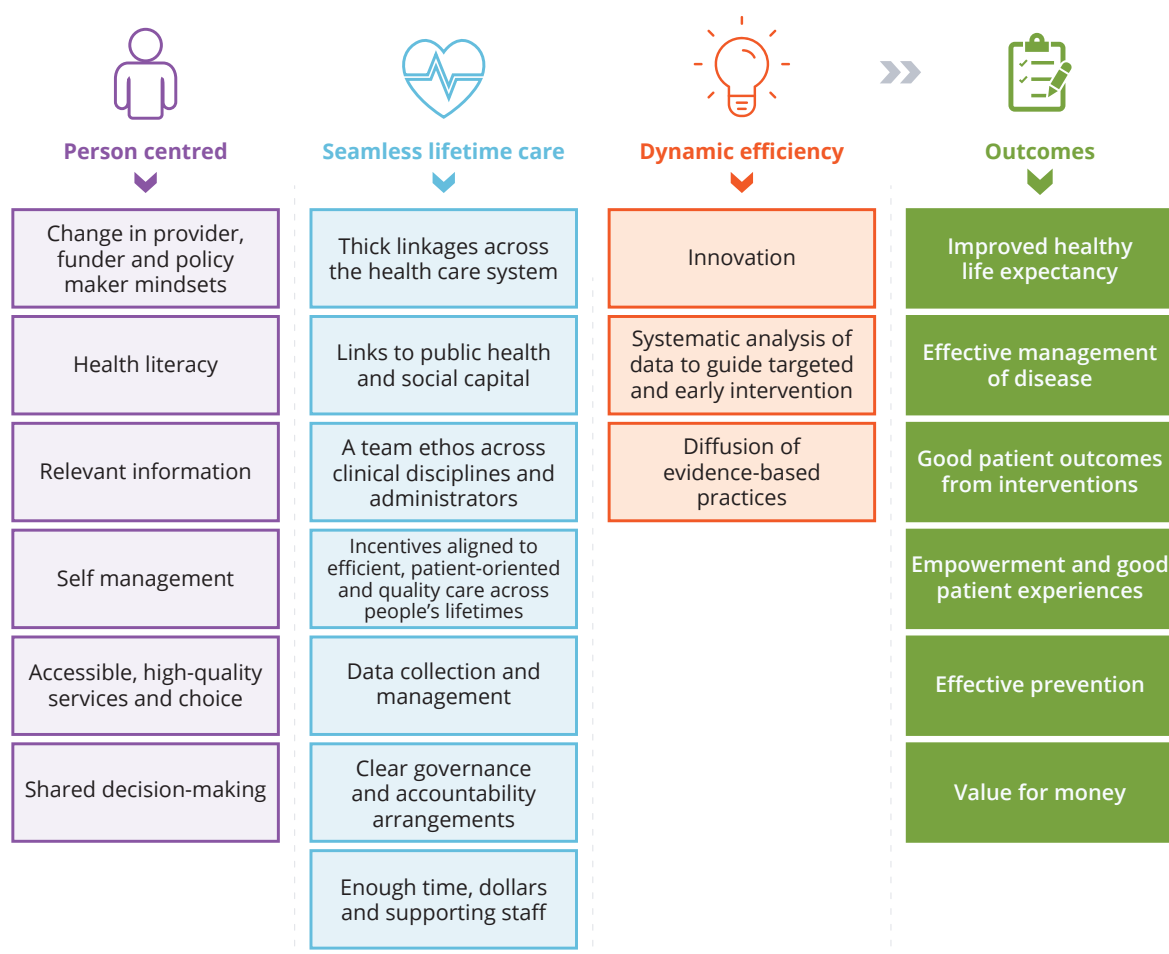 Person centred
Change in provider,
funder and policy
maker mindsets
Health literacy
Relevant information
Self management
Accessible, high-quality
services and choice
Shared decision-making
Seamless lifetime care
Thick linkages across
the health care system
Links to public health
and social capital
A team ethos across
clinical disciplines and
administrators
Incentives aligned to
efficient, patient-oriented
and quality care across
people’s lifetimes
Data collection and
management
Clear governance
and accountability
arrangements
Enough time, dollars
and supporting staff
Dynamic efficiency
Innovation
Systematic analysis of
data to guide targeted
and early intervention
Diffusion of
evidence-based
practices
Outcomes
Improved healthy
life expectancy
Effective management
of disease
Good patient outcomes
from interventions
Empowerment and good
patient experiences
Effective prevention
Value for money